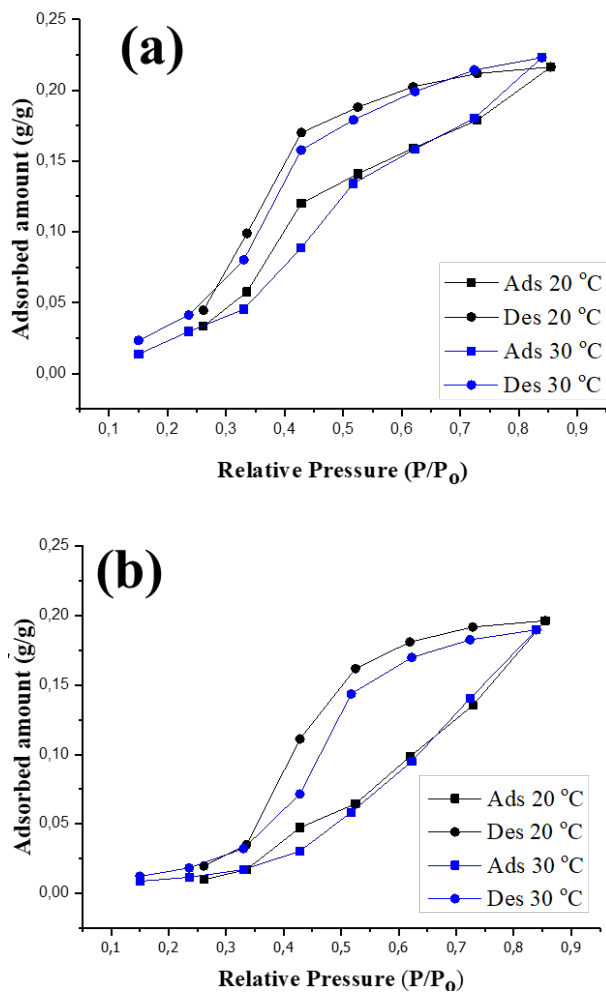 (a)
0,25
0,20
0,15
0,10
0,05
0,00
Adsorbed amount (g/g)
Ads 20 °C
Des 20 °C
Ads 30 °C
Des 30 °C
0,1 0,2 0,3 0,4 0,5 0,6 0,7 0,8 0,9
Relative Pressure (P/Po)
(b)
0,25
0,20
0,15
0,10
0,05
0,00
Adsorbed amount (g/g)
Ads 20 °C
Des 20 °C
Ads 30 °C
Des 30 °C
0,1 0,2 0,3 0,4 0,5 0,6 0,7 0,8 0,9
Relative Pressure (P/Po)